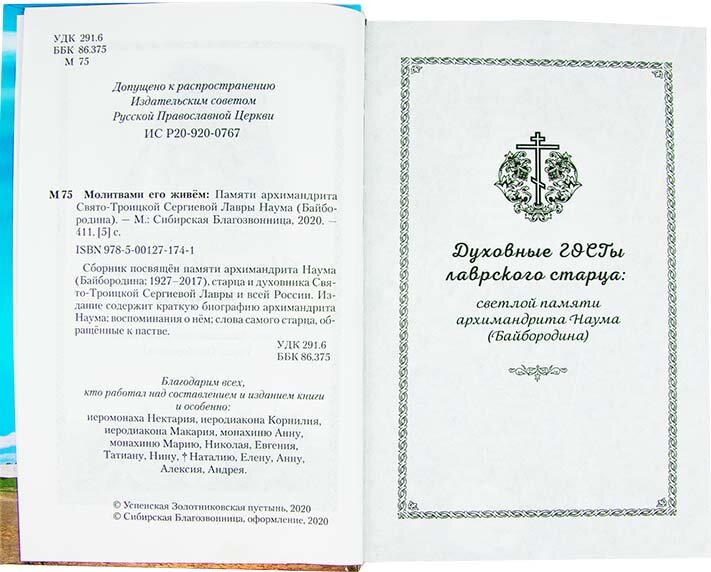 УДК 291.6
ББК 86.375
М 75
Допущено к распространению
Издательским советом
Русской Православной Церкви
ИС Р20-920-0767
М 75 Молитвами его живём: Памяти архимандрита
Свято-Троицкой Сергиевой Лавры Наума (Байбо-
родина). — М.: Сибирская Благозвонница, 2020. —
411, [5] с.
ISBN 978-5-00127-174-1
Сборник посвящён памяти архимандрита Наума
(Байбородина; 1927–2017), старца и духовника Свя-
то-Троицкой Сергиевой Лавры и всей России. Из-
дание содержит краткую биографию архимандрита
Наума; воспоминания о нём; слова самого старца, об-
ращённые к пастве.
УДК 291.6
ББК 86.375
Благодарим всех,
кто работал над составлением и изданием книги
и особенно:
иеромонаха Нектария, иеродиакона Корнилия,
иеродиакона Макария, монахиню Анну,
монахиню Марию, Николая, Евгения,
Татиану, Нину, † Наталию, Елену, Анну,
Алексия, Андрея.
© Успенская Золотниковская пустынь, 2020
© Сибирская Благозвонница, оформление, 2020
Духовные ГОСТы
лаврского старца:
светлой памяти
архимандрита Наума
(Байбородина)